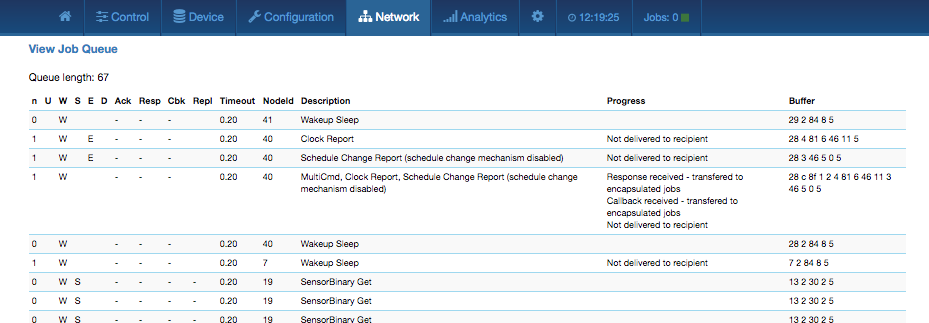 Control Device Configuration Network Analytics 12:19:25 Jobs: 0
View Job Queue
Queue length: 67
n U W S E D Ack Resp Cbk Repl Timeout NodeId Description Progress Buffer
0 W - - - 0.20 41 Wakeup Sleep 29 2 84 8 5
1 W E - - - 0.20 40 Clock Report Not delivered to recipient 28 4 81 6 46 11 5
1 W E - - - 0.20 40 Schedule Change Report (schedule change mechanism disabled) Not delivered to recipient 28 3 46 5 0 5
1 W - - - 0.20 40 MultiCmd, Clock Report, Schedule Change Report (schedule change Response received - transfered to 28 c 8f 1 2 4 81 6 46 11 3
mechanism disabled) encapsulated jobs 46 5 0 5
Callback received - transfered to
encapsulated jobs
Not delivered to recipient
0 W - - - 0.20 40 Wakeup Sleep 28 2 84 8 5
1 W - - - 0.20 7 Wakeup Sleep Not delivered to recipient 7 2 84 8 5
0 W S - - - - 0.20 19 SensorBinary Get 13 2 30 2 5
0 W S - - - - 0.20 19 SensorBinary Get 13 2 30 2 5
0 W S - - - - 0.20 19 SensorBinary Get 13 2 30 2 5